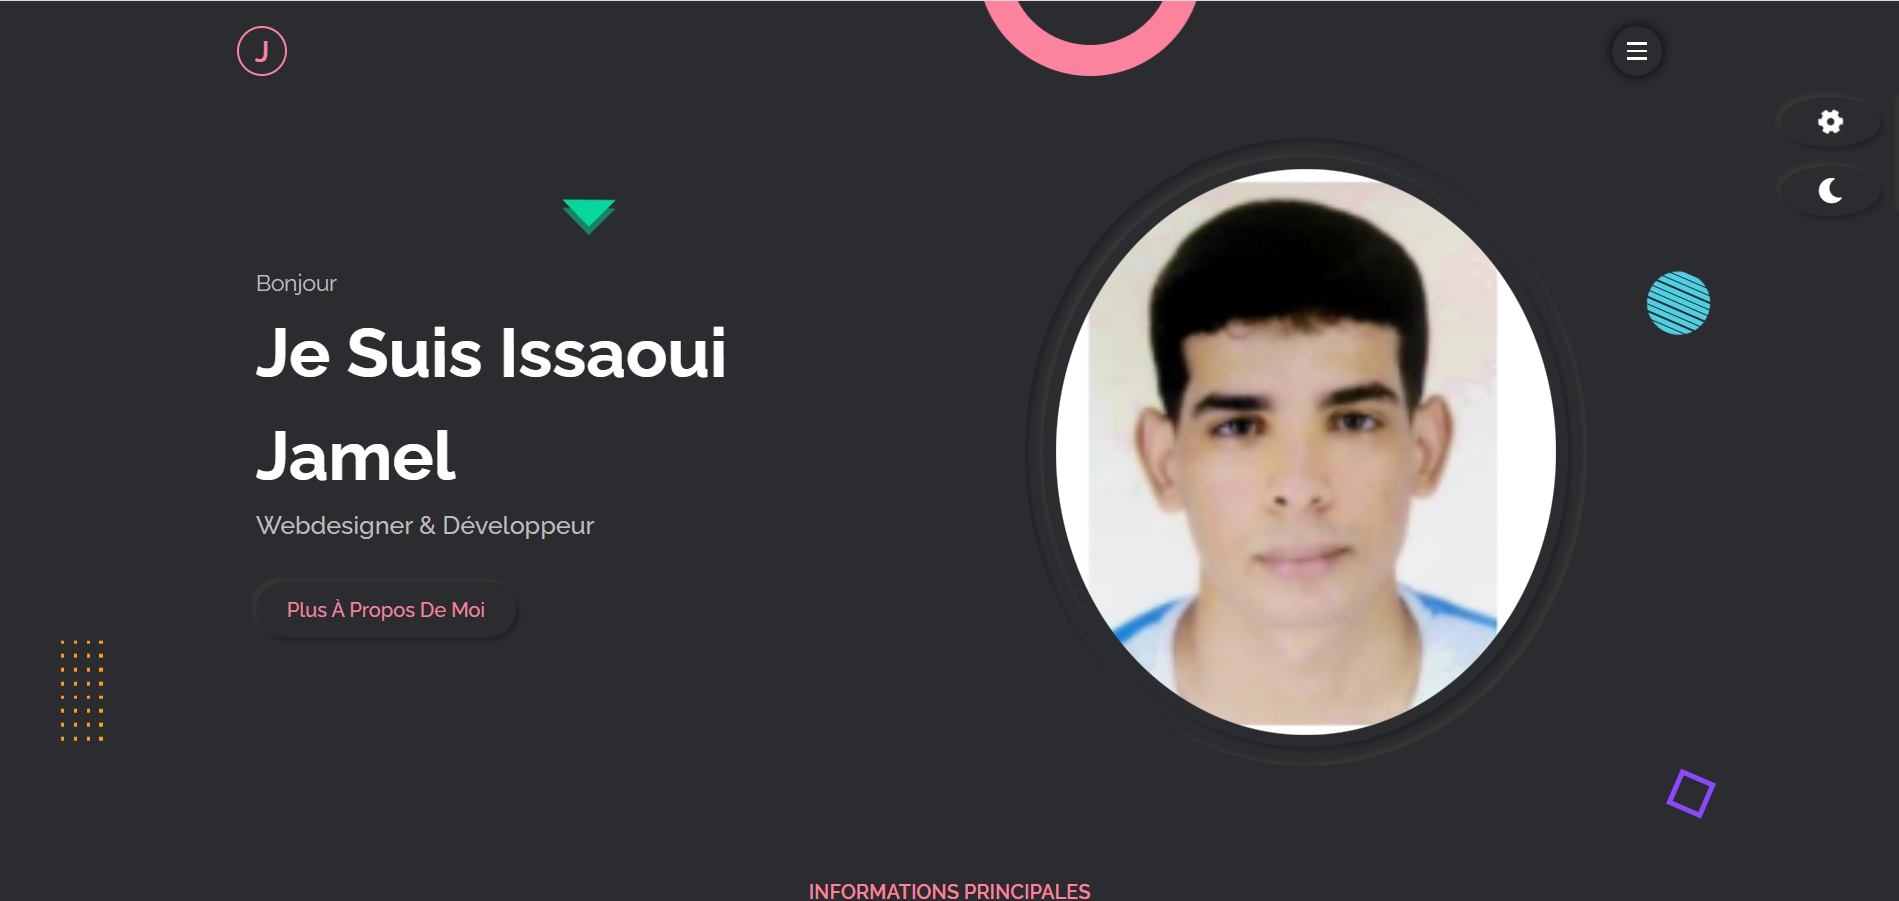 J
Bonjour
Je Suis Issaoui
Jamel
Webdesigner & Développeur
Plus À Propos De Moi
INFORMATIONS PRINCIPALES